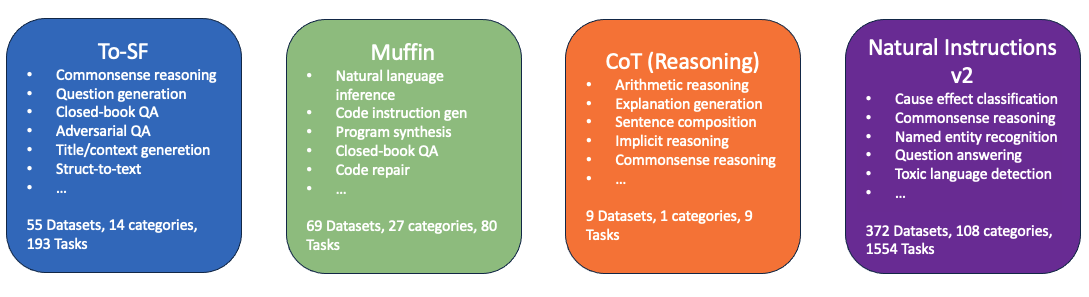 To-SF
• Commonsense reasoning
• Question generation
• Closed-book QA
• Adversarial QA
• Title/context generetion
• Struct-to-text
• ...
55 Datasets, 14 categories,
193 Tasks
Muffin
• Natural language
inference
• Code instruction gen
• Program synthesis
• Closed-book QA
• Code repair
• ...
69 Datasets, 27 categories, 80
Tasks
CoT (Reasoning)
• Arithmetic reasoning
• Explanation generation
• Sentence composition
• Implicit reasoning
• Commonsense reasoning
• ...
9 Datasets, 1 categories, 9
Tasks
Natural Instructions
v2
• Cause effect classification
• Commonsense reasoning
• Named entity recognition
• Question answering
• Toxic language detection
• ...
372 Datasets, 108 categories,
1554 Tasks